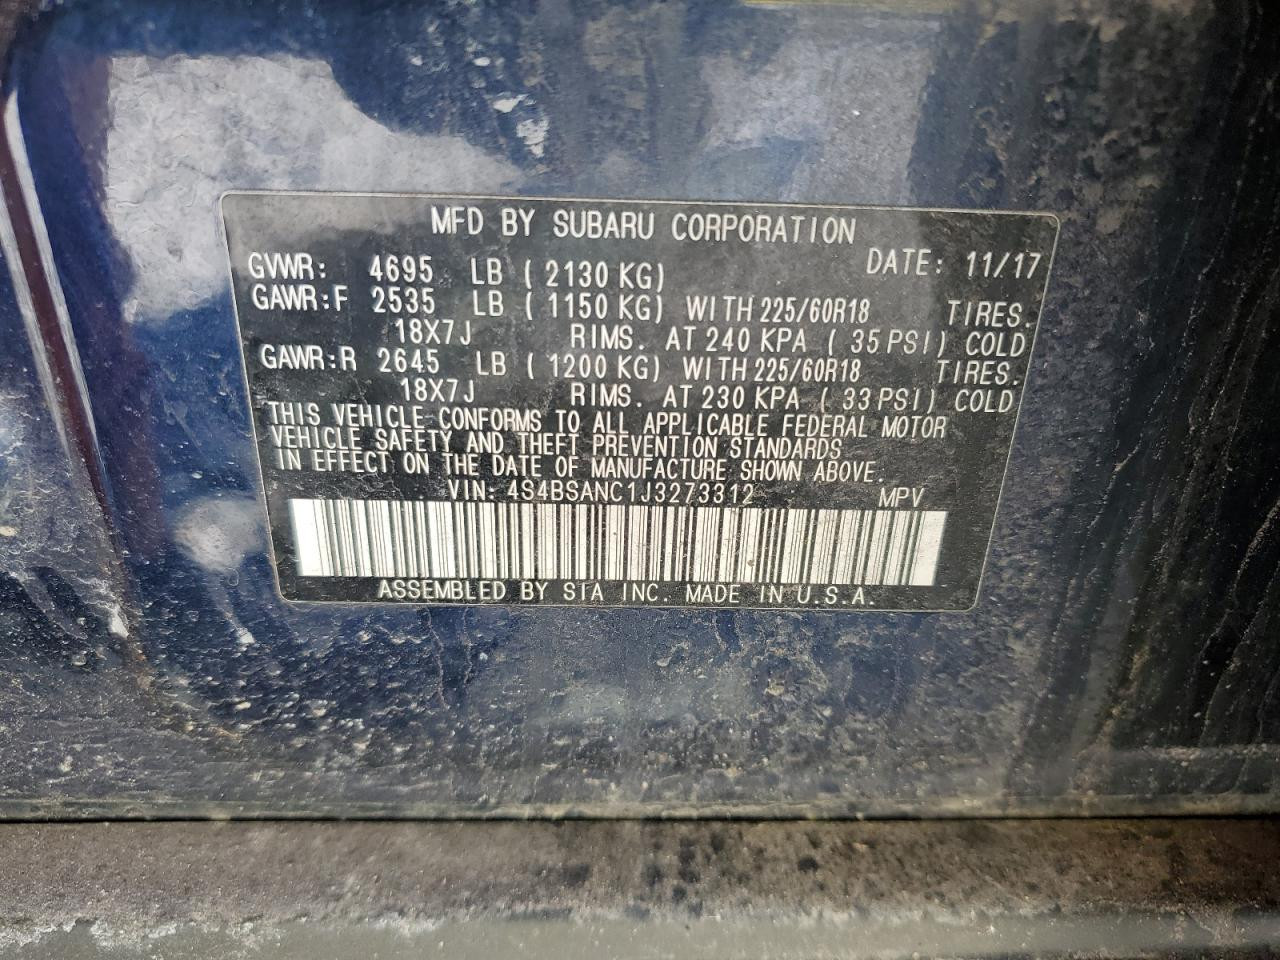 MFD BY SUBARU CORPORATION
GVWR: 4695 LB ( 2130 KG) DATE: 11/17
GAWR:F 2535 LB ( 1150 KG) WITH 225/60R18 TIRES.
18X7J RIMS. AT 240 KPA ( 35 PSI) COLD
GAWR:R 2645 LB ( 1200 KG) WITH 225/60R18 TIRES.
18X7J RIMS. AT 230 KPA ( 33 PSI) COLD
THIS VEHICLE CONFORMS TO ALL APPLICABLE FEDERAL MOTOR
VEHICLE SAFETY AND THEFT PREVENTION STANDARDS
IN EFFECT ON THE DATE OF MANUFACTURE SHOWN ABOVE.
VIN: 4S4BSANC1J3273312 MPV
ASSEMBLED BY SIA INC. MADE IN U.S.A.